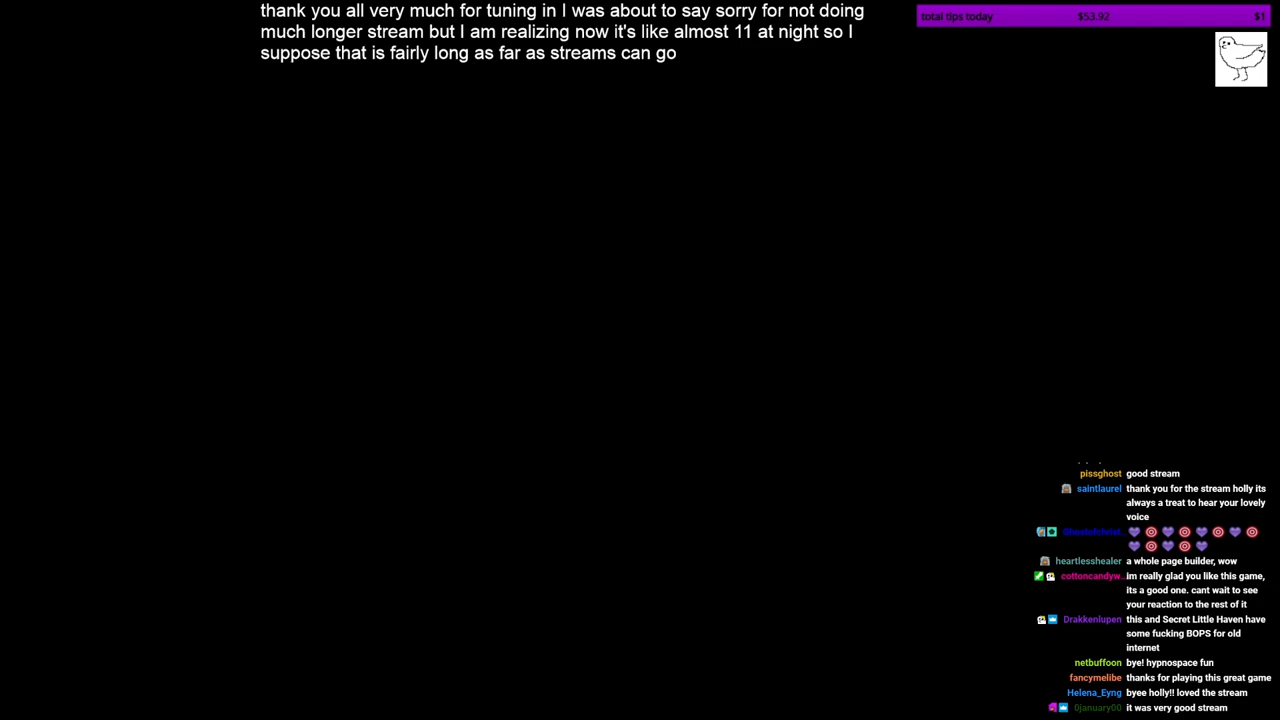 thank you all very much for tuning in I was about to say sorry for not doing
much longer stream but I am realizing now it's like almost 11 at night so I
suppose that is fairly long as far as streams can go
total tips today $53.92 $1
pissghost good stream
saintlaurel thank you for the stream holly its
always a treat to hear your lovely
voice
heartlesshealer a whole page builder, wow
cottoncandyw... im really glad you like this game,
its a good one. cant wait to see
your reaction to the rest of it
Drakkenlupen this and Secret Little Haven have
some fucking BOPS for old
internet
netbuffoon bye! hypnospace fun
fancymelibe thanks for playing this great game
Helena_Eyng byee holly!! loved the stream
0january00 it was very good stream